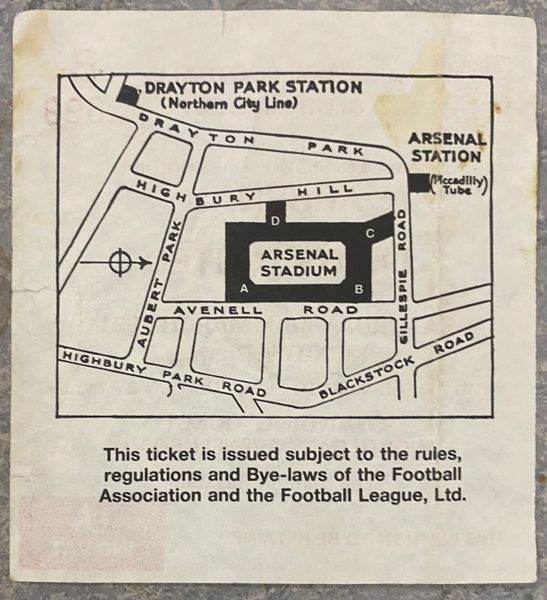 DRAYTON PARK STATION
(Northern City Line)
DRAYTON PARK
ARSENAL
STATION
(Piccadilly
Tube)
HIGHBURY HILL
D
C
ARSENAL
STADIUM
A
B
AUBERT PARK
GILLESPIE ROAD
AVENELL ROAD
HIGHBURY PARK ROAD
BLACKSTOCK ROAD
This ticket is issued subject to the rules,
regulations and Bye-laws of the Football
Association and the Football League, Ltd.